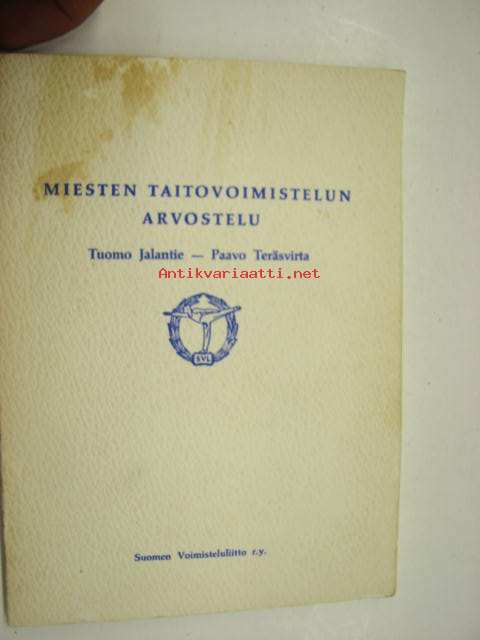 MIESTEN TAITOVOIMISTELUN
ARVOSTELU
Tuomo Jalantie — Paavo Teräsvirta
Antikvariaatti.net
SVL
Suomen Voimisteluliitto r.y.